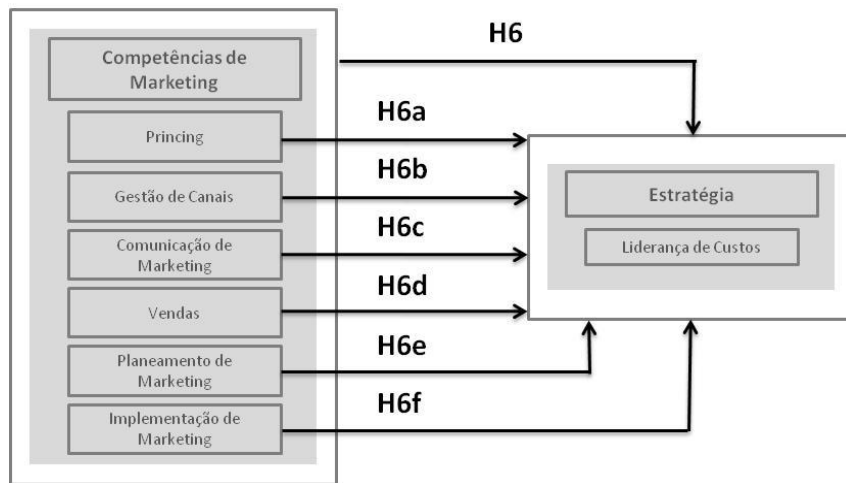 H6
Competências de
Marketing
H6a
Princing
H6b
Gestão de Canais
Estratégia
H6c
Comunicação de
Marketing
Liderança de Custos
H6d
Vendas
H6e
Planeamento de
Marketing
H6f
Implementação de
Marketing